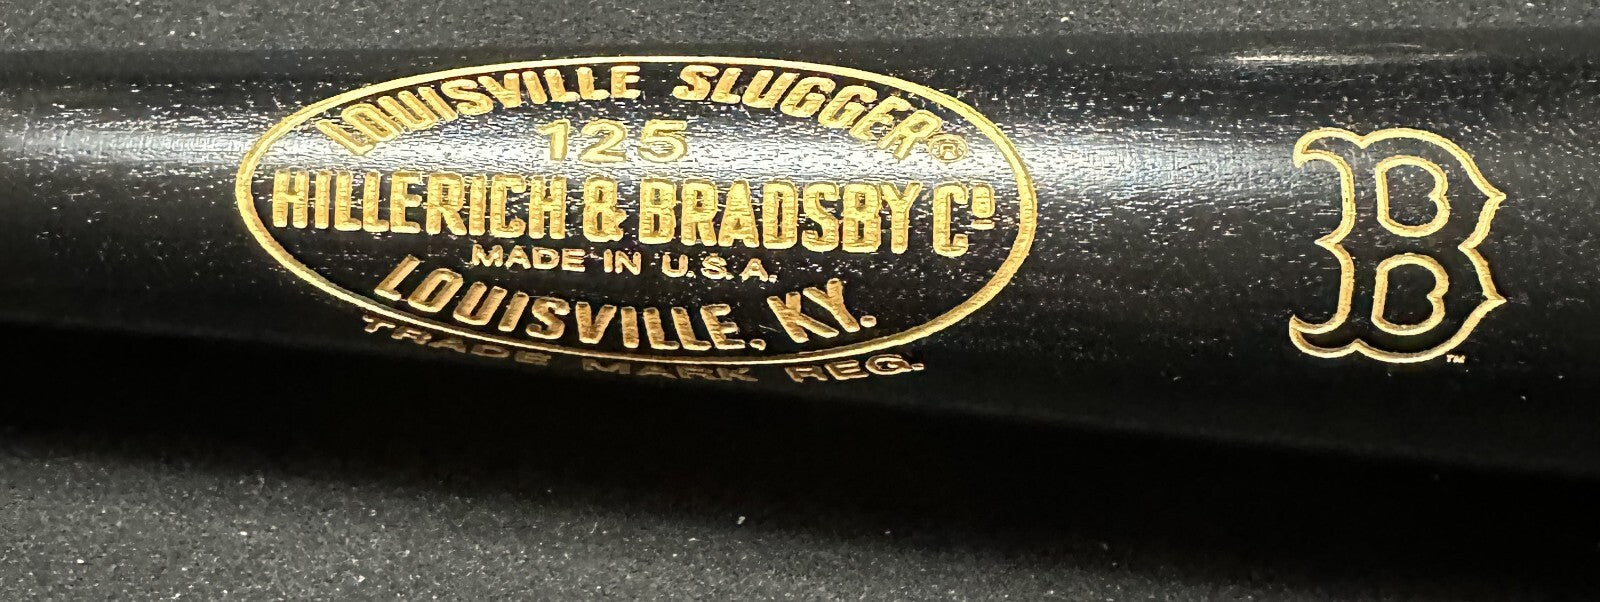 LOUISVILLE SLUGGER®
125
HILLERICH & BRADSBY Cº
MADE IN U.S.A.
LOUISVILLE. KY.
TRADE MARK REG.
B
TM